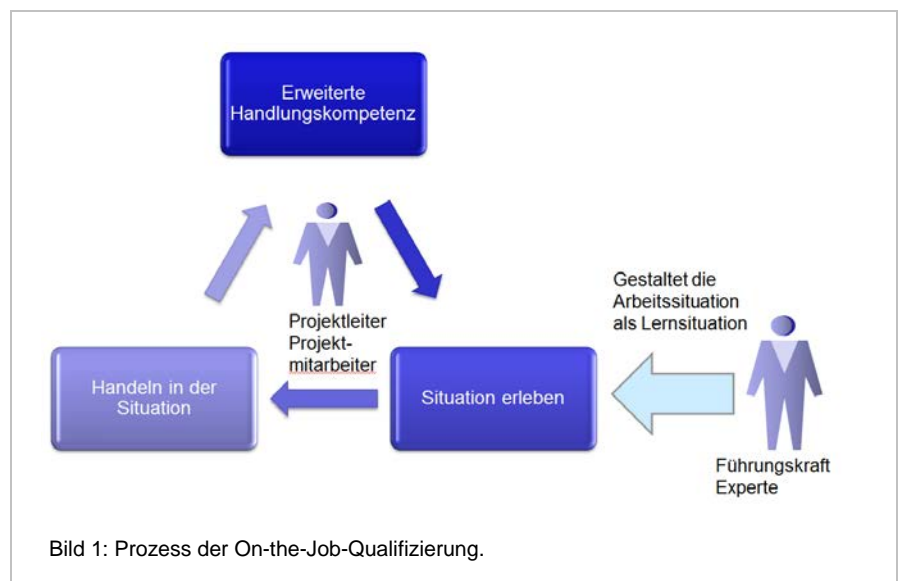 Erweiterte
Handlungskompetenz
Gestaltet die
Arbeitssituation
als Lernsituation
Projektleiter
Projekt-
mitarbeiter
Handeln in der
Situation
Situation erleben
Führungskraft
Experte
Bild 1: Prozess der On-the-Job-Qualifizierung.